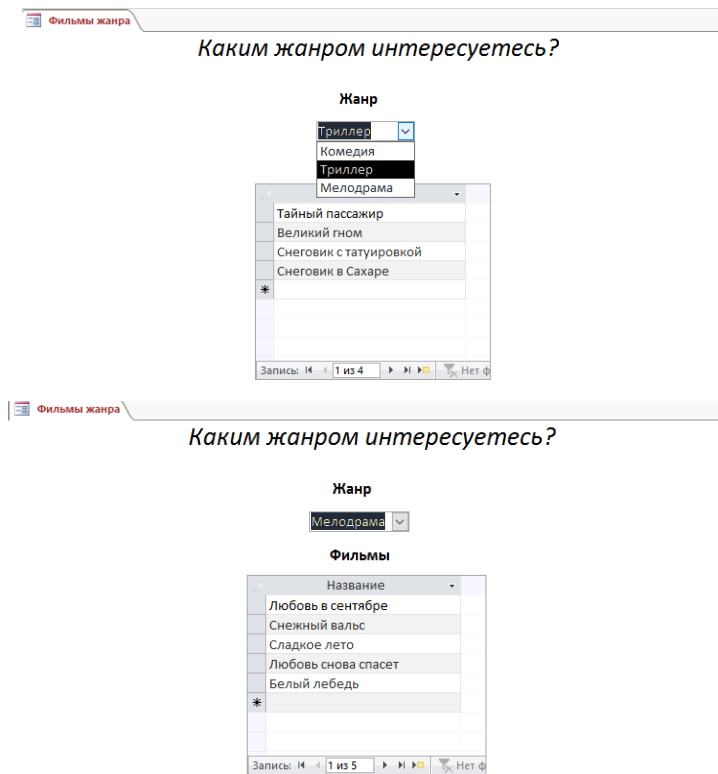 Фильмы жанра
Каким жанром интересуетесь?
Жанр
Триллер
Комедия
Триллер
Мелодрама
Тайный пассажир
Великий гном
Снеговик с татуировкой
Снеговик в Сахаре
Запись: 1 из 4 Нет ф
Фильмы жанра
Каким жанром интересуетесь?
Жанр
Мелодрама
Фильмы
Название
Любовь в сентябре
Снежный вальс
Сладкое лето
Любовь снова спасет
Белый лебедь
Запись: 1 из 5 Нет ф